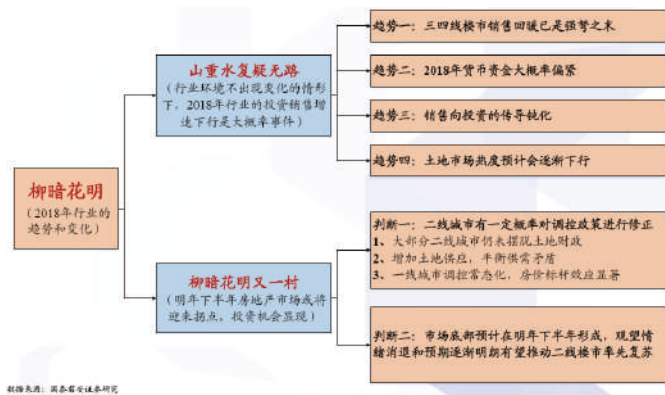 柳暗花明
（2018年行业的
趋势和变化）
山重水复疑无路
（行业环境不出现变化的情形
下，2018年行业的投资销售增
速下行是大概率事件）
趋势一：三四线楼市销售回暖已是强弩之末
趋势二：2018年货币资金大概率偏紧
趋势三：销售向投资的传导钝化
趋势四：土地市场热度预计会逐渐下行
柳暗花明又一村
（明年下半年房地产市场或将
迎来拐点，投资机会显现）
判断一：二线城市有一定概率对调控政策进行修正
1、大部分二线城市仍未摆脱土地财政
2、增加土地供应，平衡供需矛盾
3、一线城市调控常态化，房价标杆效应显著
判断二：市场底部预计在明年下半年形成，观望
情绪消退和预期逐渐明朗有望推动二线楼市率先复苏
数据来源：国泰君安证券研究